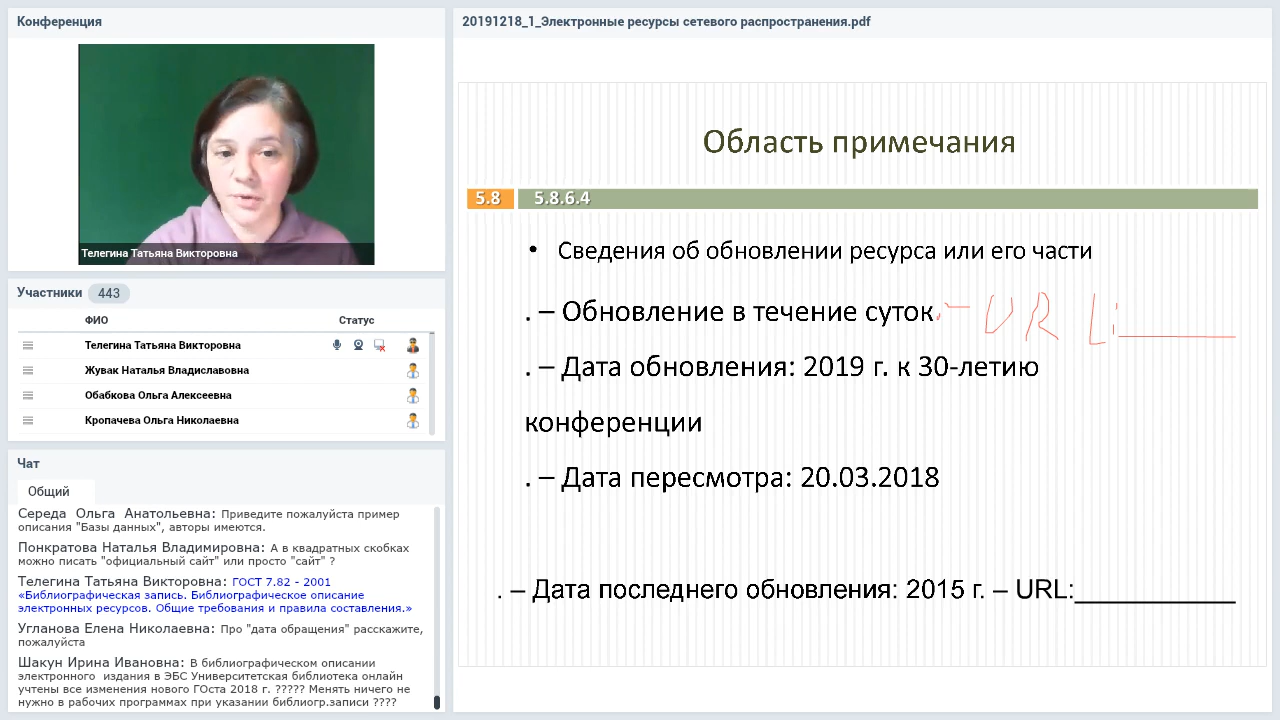 Конференция
Телегина Татьяна Викторовна
Участники 443
ФИО Статус
Телегина Татьяна Викторовна
Жувак Наталья Владиславовна
Обабкова Ольга Алексеевна
Кропачева Ольга Николаевна
Чат
Общий
Середа Ольга Анатольевна: Приведите пожалуйста пример
описания "Базы данных", авторы имеются.
Понкратова Наталья Владимировна: А в квадратных скобках
можно писать "официальный сайт" или просто "сайт" ?
Телегина Татьяна Викторовна: ГОСТ 7.82 - 2001
«Библиографическая запись. Библиографическое описание
электронных ресурсов. Общие требования и правила составления.»
Угланова Елена Николаевна: Про "дата обращения" расскажите,
пожалуйста
Шакун Ирина Ивановна: В библиографическом описании
электронного издания в ЭБС Университетская библиотека онлайн
учтены все изменения нового ГОста 2018 г. ????? Менять ничего не
нужно в рабочих программах при указании библиогр.записи ????
20191218_1_Электронные ресурсы сетевого распространения.pdf
Область примечания
5.8 5.8.6.4
• Сведения об обновлении ресурса или его части
. – Обновление в течение суток. – URL:______
. – Дата обновления: 2019 г. к 30-летию
конференции
. – Дата пересмотра: 20.03.2018
. – Дата последнего обновления: 2015 г. – URL:___________